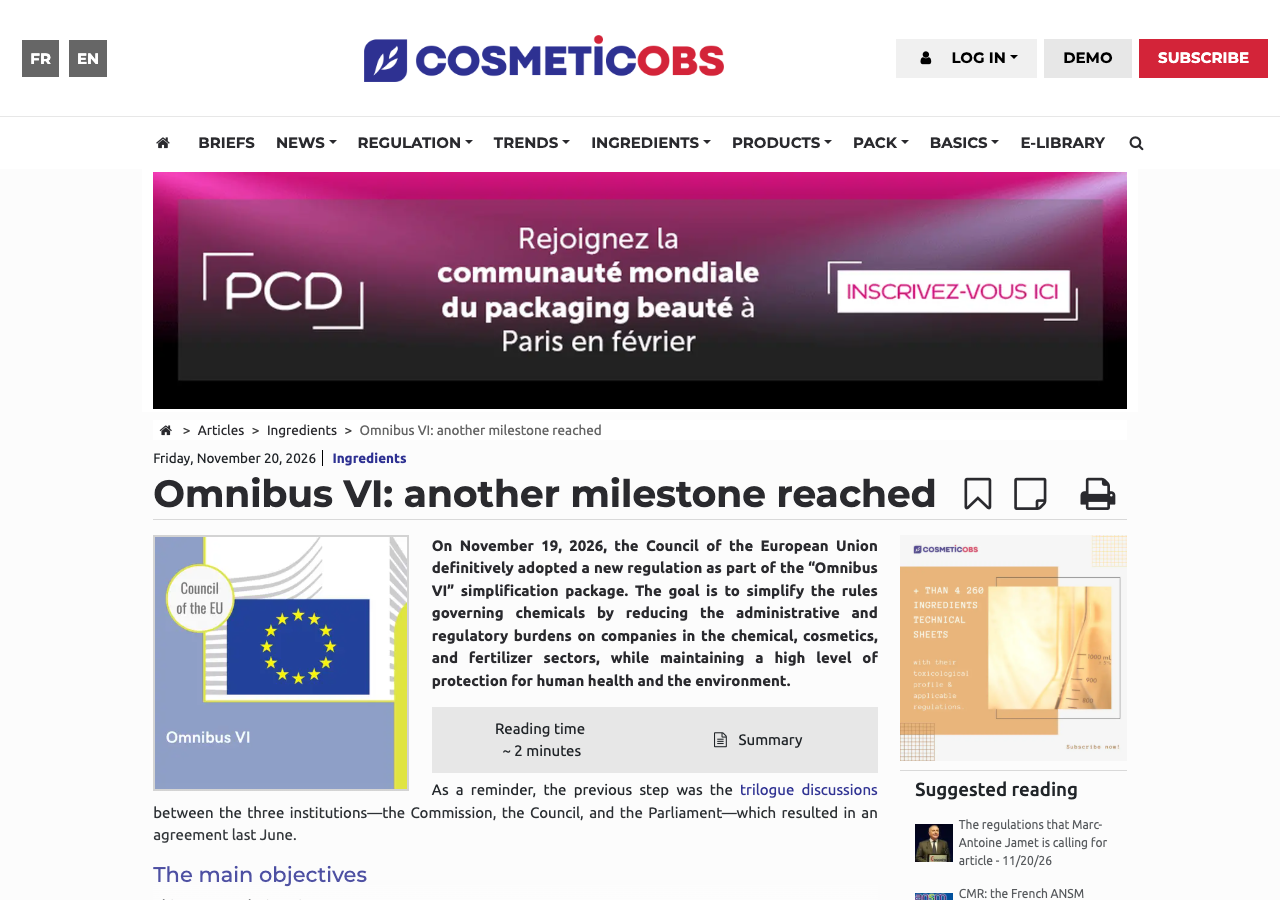 FR
EN
COSMETICOBS
LOG IN
DEMO
SUBSCRIBE
BRIEFS
NEWS
REGULATION
TRENDS
INGREDIENTS
PRODUCTS
PACK
BASICS
E-LIBRARY
PCD
Rejoignez la
communauté mondiale
du packaging beauté à
Paris en février
INSCRIVEZ-VOUS ICI
> Articles > Ingredients > Omnibus VI: another milestone reached
Friday, November 20, 2026 Ingredients
Omnibus VI: another milestone reached
Council
of the EU
Omnibus VI
On November 19, 2026, the Council of the European Union
definitively adopted a new regulation as part of the “Omnibus
VI” simplification package. The goal is to simplify the rules
governing chemicals by reducing the administrative and
regulatory burdens on companies in the chemical, cosmetics,
and fertilizer sectors, while maintaining a high level of
protection for human health and the environment.
Reading time
~ 2 minutes
Summary
As a reminder, the previous step was the trilogue discussions
between the three institutions—the Commission, the Council, and the Parliament—which resulted in an
agreement last June.
The main objectives
COSMETICOBS
+ THAN 4 260
INGREDIENTS
TECHNICAL
SHEETS
with their
toxicological
profile &
applicable
regulations.
1000 mL
900
800
Subscribe now!
Suggested reading
The regulations that Marc-
Antoine Jamet is calling for
article - 11/20/26
CMR: the French ANSM